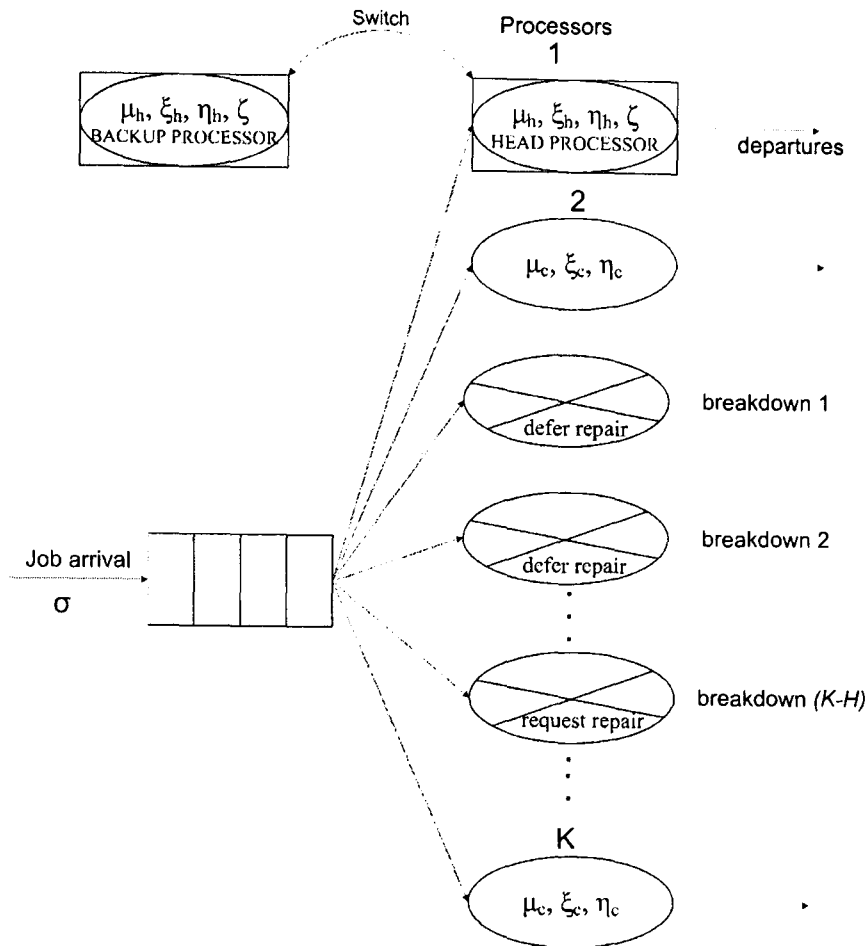 Switch
Processors
1
μh, ξh, ηh, ζ
BACKUP PROCESSOR
μh, ξh, ηh, ζ
HEAD PROCESSOR
departures
2
μc, ξc, ηc
breakdown 1
defer repair
breakdown 2
defer repair
Job arrival
σ
breakdown (K-H)
request repair
K
μc, ξc, ηc